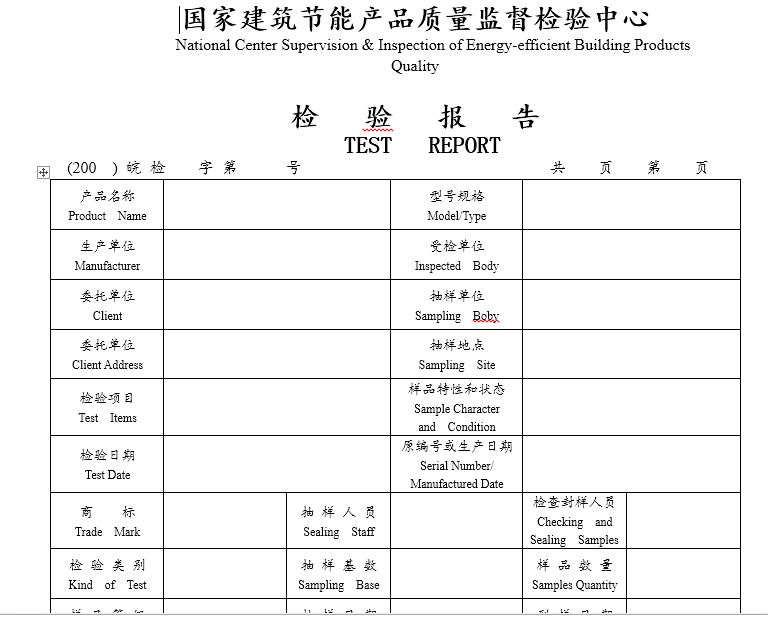 国家建筑节能产品质量监督检验中心
National Center Supervision & Inspection of Energy-efficient Building Products
Quality
检 验 报 告
TEST REPORT
(200 ) 皖 检 字 第 号 共 页 第 页
产品名称 型号规格
Product Name Model/Type
生产单位 受检单位
Manufacturer Inspected Body
委托单位 抽样单位
Client Sampling Boby
委托单位 抽样地点
Client Address Sampling Site
检验项目 样品特性和状态
Test Items Sample Character
and Condition
检验日期 原编号或生产日期
Test Date Serial Number/
Manufactured Date
商 标 抽 样 人 员 检查封样人员
Trade Mark Sealing Staff Checking and
Sealing Samples
检 验 类 别 抽 样 基 数 样 品 数 量
Kind of Test Sampling Base Samples Quantity